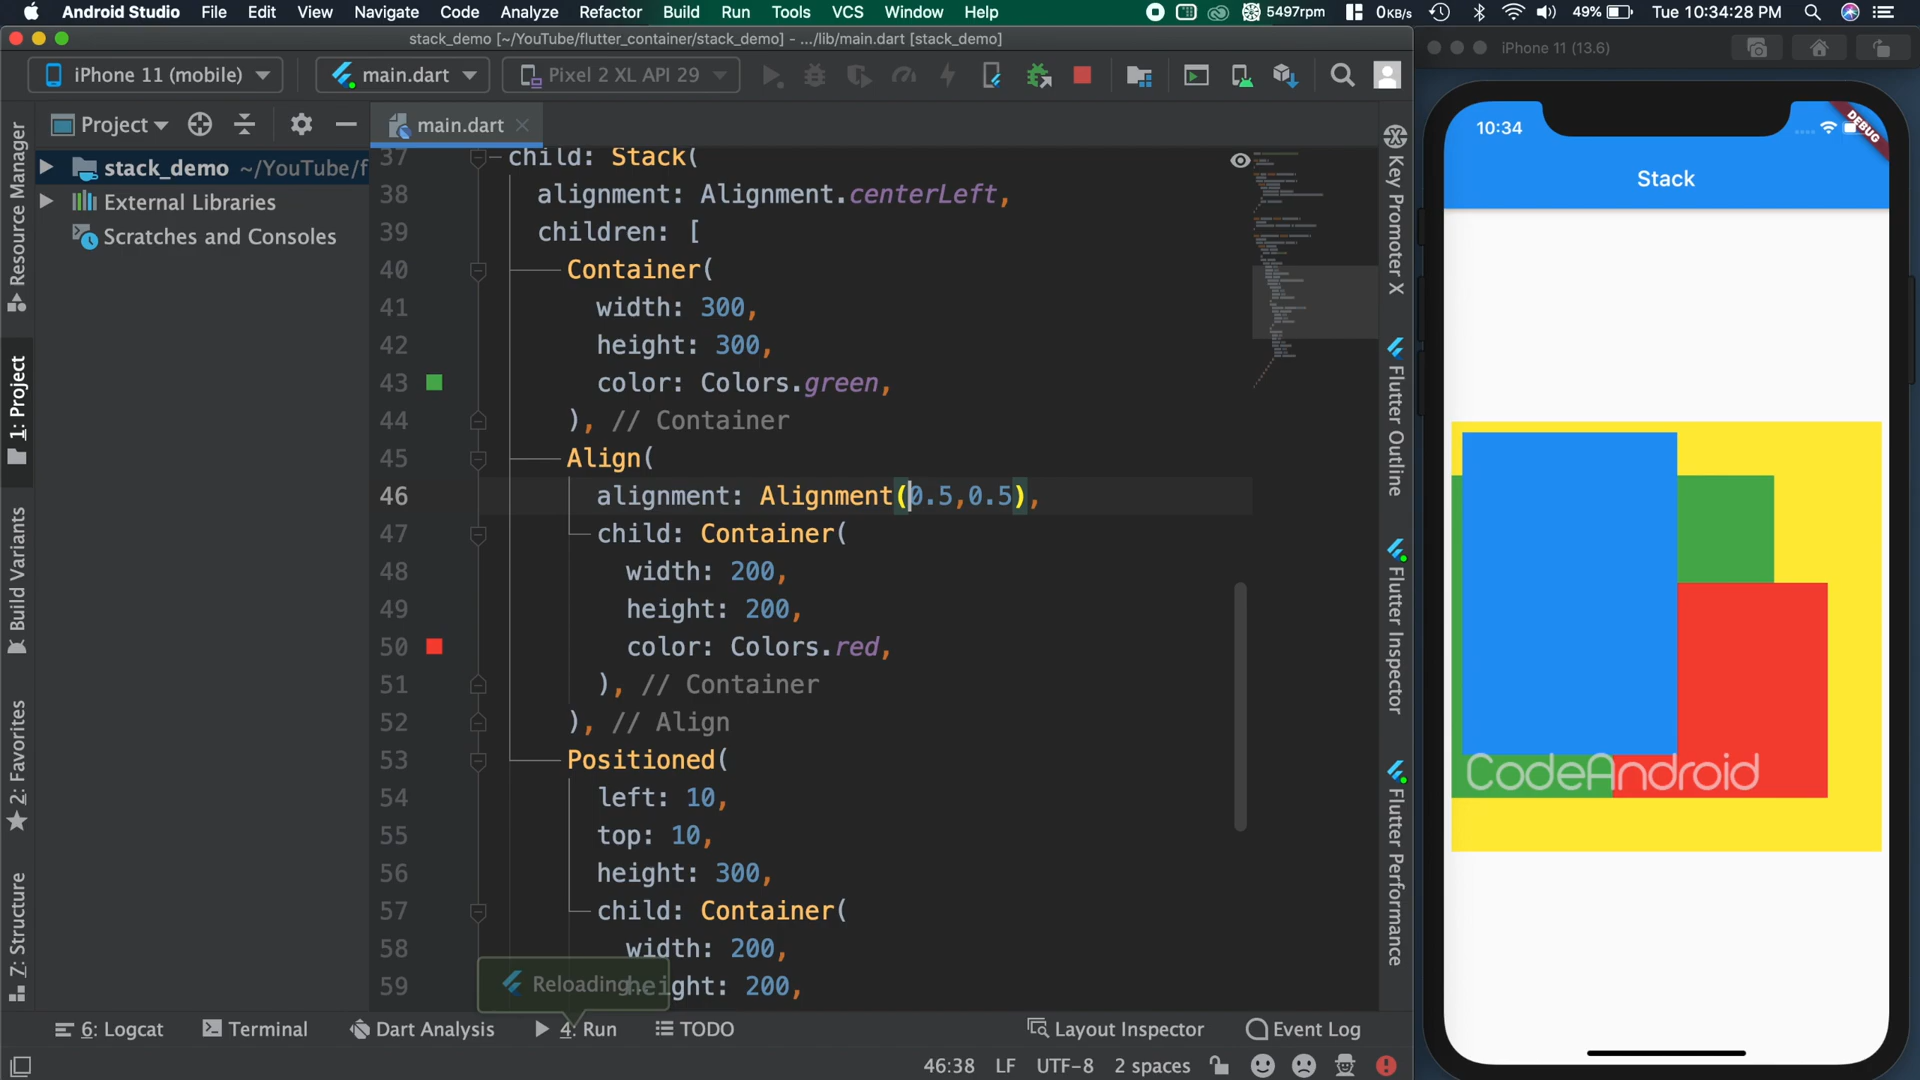 Android Studio File Edit View Navigate Code Analyze Refactor Build Run Tools VCS Window Help 5497rpm 0KB/s 49% Tue 10:34:28 PM
stack_demo [~/YouTube/flutter_container/stack_demo] - .../lib/main.dart [stack_demo]
iPhone 11 (13.6)
iPhone 11 (mobile) main.dart Pixel 2 XL API 29
Project main.dart
stack_demo ~/YouTube/f
External Libraries
Scratches and Consoles
Resource Manager
1: Project
Build Variants
2: Favorites
Z: Structure
37 child: Stack(
38 alignment: Alignment.centerLeft,
39 children: [
40 Container(
41 width: 300,
42 height: 300,
43 color: Colors.green,
44 ), // Container
45 Align(
46 alignment: Alignment(0.5,0.5),
47 child: Container(
48 width: 200,
49 height: 200,
50 color: Colors.red,
51 ), // Container
52 ), // Align
53 Positioned(
54 left: 10,
55 top: 10,
56 height: 300,
57 child: Container(
58 width: 200,
59 height: 200,
Reloading...
Key Promoter X
Flutter Outline
Flutter Inspector
Flutter Performance
10:34
DEBUG
Stack
CodeAndroid
6: Logcat Terminal Dart Analysis 4: Run TODO Layout Inspector Event Log
46:38 LF UTF-8 2 spaces